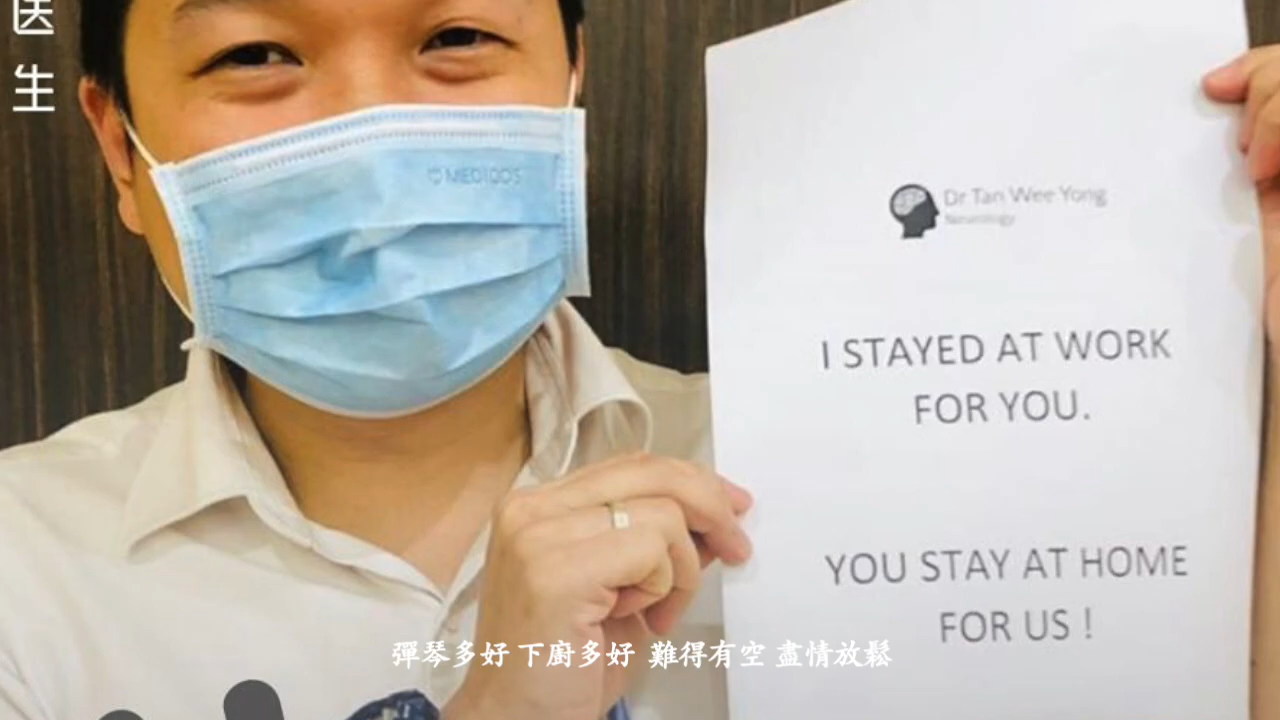 医生
MEDICOS
Dr Tan Wee Yong
Neurology
I STAYED AT WORK
FOR YOU.
YOU STAY AT HOME
FOR US !
彈琴多好 下廚多好 難得有空 盡情放鬆